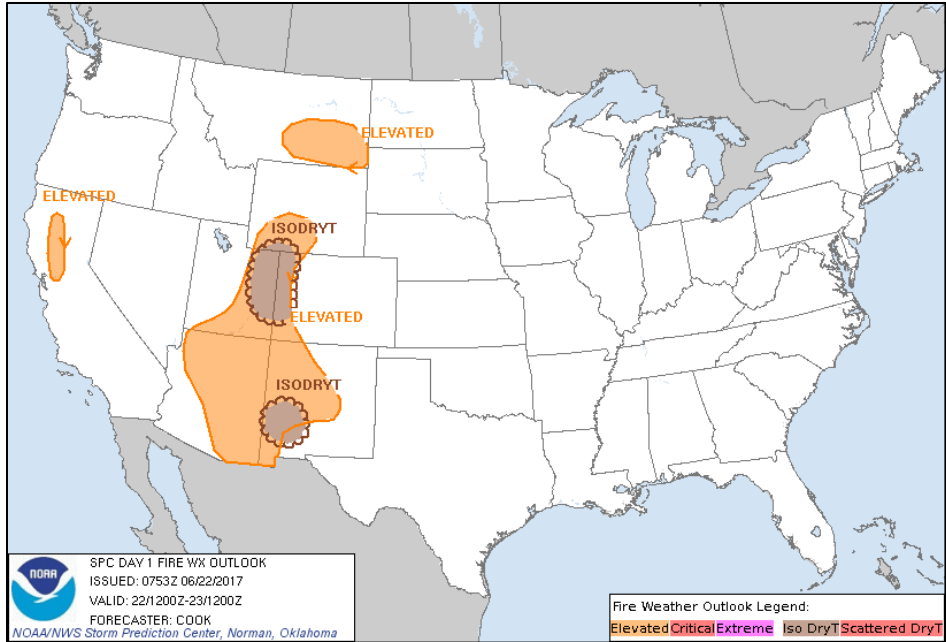 ELEVATED
ELEVATED
ISODRYT
ELEVATED
ISODRYT
NOAA
SPC DAY 1 FIRE WX OUTLOOK
ISSUED: 0753Z 06/22/2017
VALID: 22/1200Z-23/1200Z
FORECASTER: COOK
NOAA/NWS Storm Prediction Center, Norman, Oklahoma
Fire Weather Outlook Legend:
Elevated Critical Extreme Iso DryT Scattered DryT